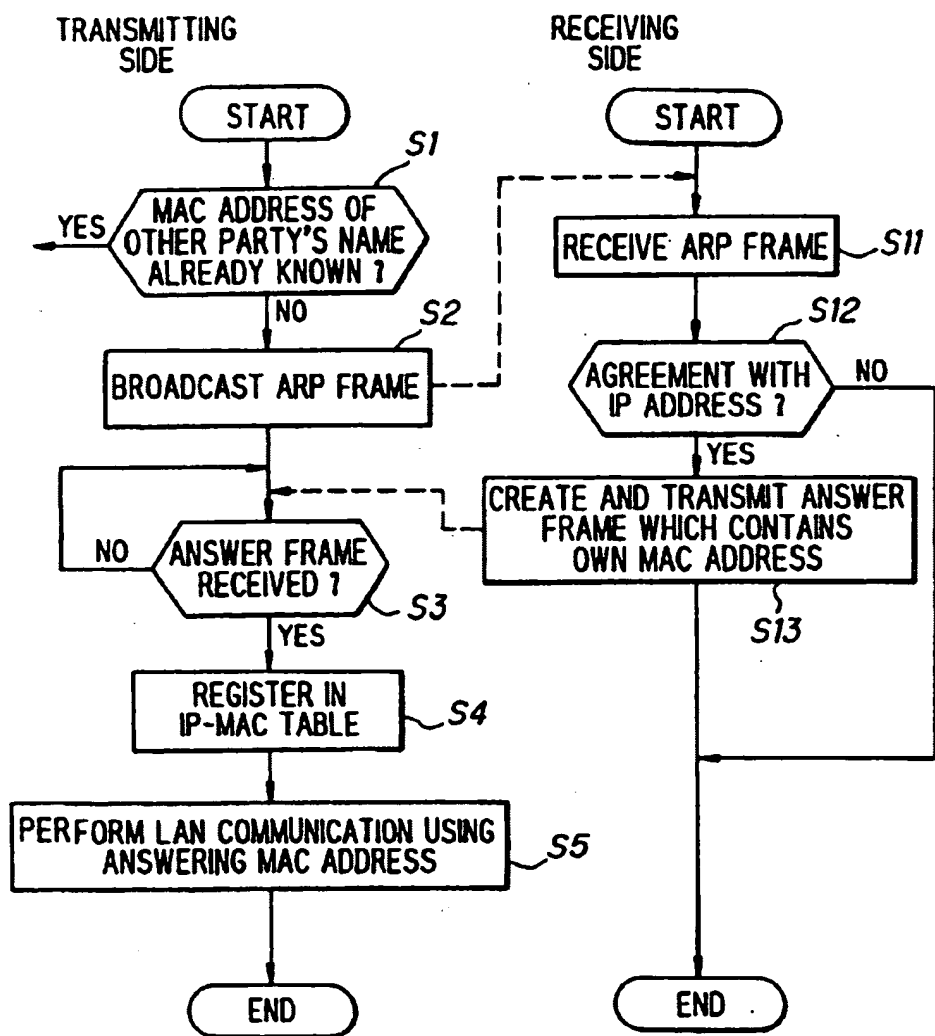 TRANSMITTING
SIDE
START
S1
MAC ADDRESS OF
OTHER PARTY'S NAME
ALREADY KNOWN ?
YES
NO
S2
BROADCAST ARP FRAME
NO
ANSWER FRAME
RECEIVED ?
S3
YES
REGISTER IN
IP-MAC TABLE
S4
PERFORM LAN COMMUNICATION USING
ANSWERING MAC ADDRESS
S5
END
RECEIVING
SIDE
START
RECEIVE ARP FRAME
S11
S12
AGREEMENT WITH
IP ADDRESS ?
NO
YES
CREATE AND TRANSMIT ANSWER
FRAME WHICH CONTAINS
OWN MAC ADDRESS
S13
END